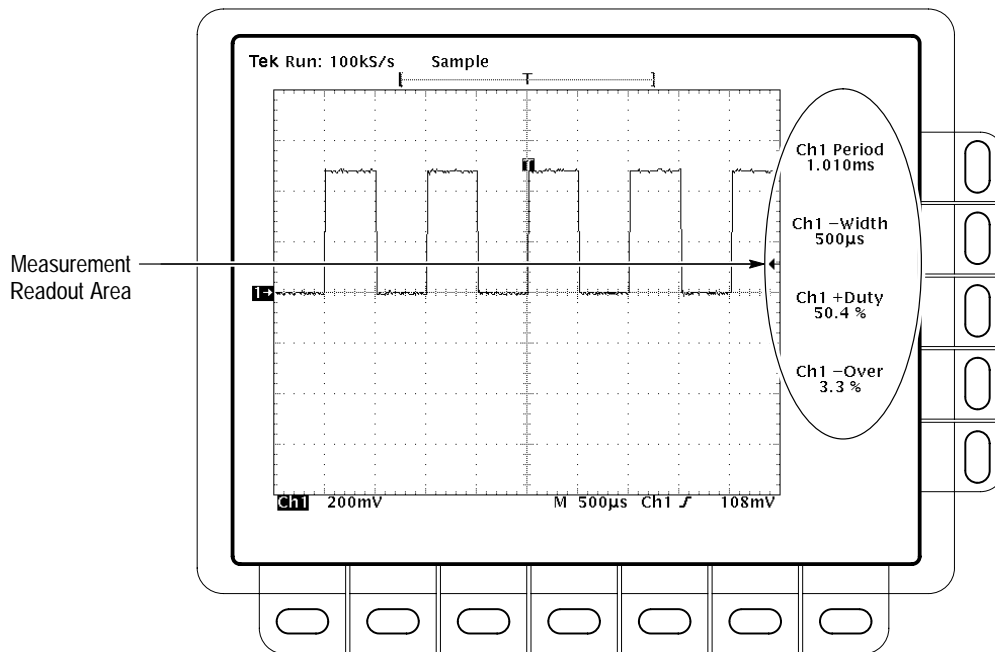 Tek Run: 100kS/s Sample
T
T
Ch1 Period
1.010ms
Ch1 −Width
500µs
Measurement
Readout Area
1→
Ch1 +Duty
50.4 %
Ch1 −Over
3.3 %
Ch1 200mV M 500µs Ch1 108mV